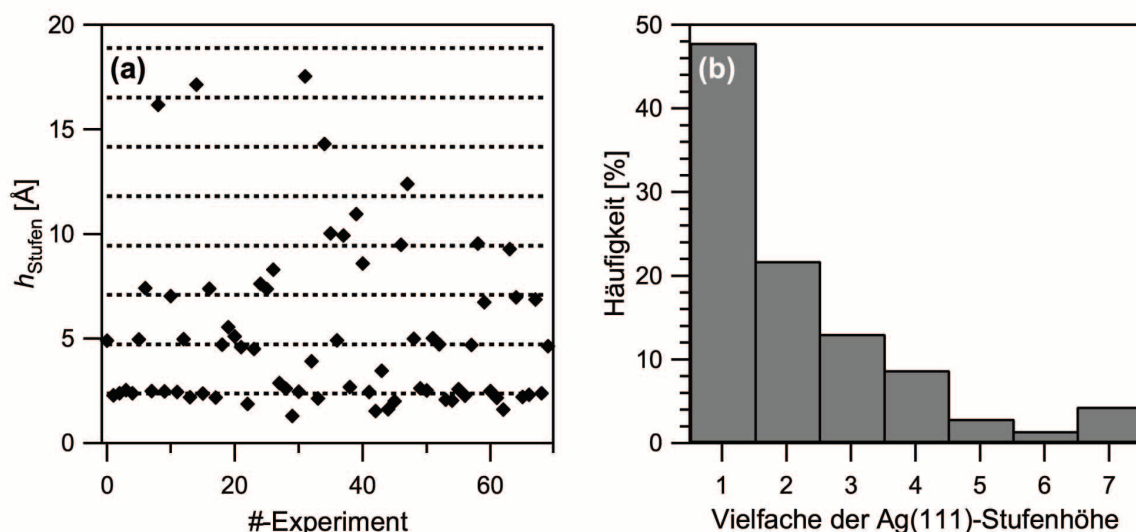 (a)
20
15
10
5
0
hStufen [Å]
0 20 40 60
#-Experiment
(b)
50
40
30
20
10
0
Häufigkeit [%]
1 2 3 4 5 6 7
Vielfache der Ag(111)-Stufenhöhe